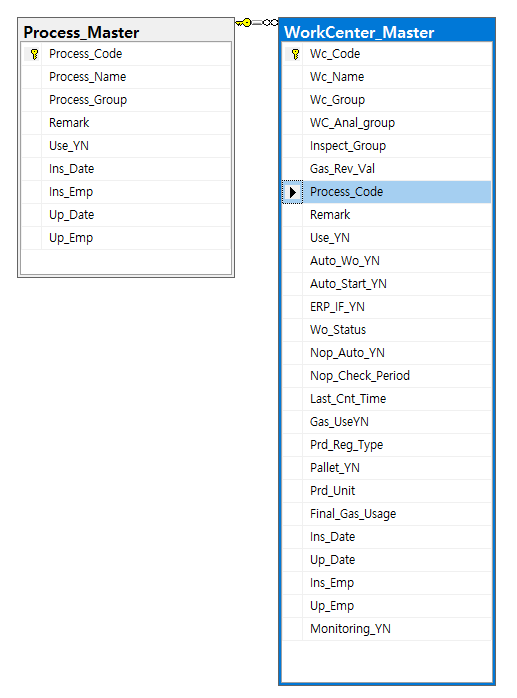 Process_Master
Process_Code
Process_Name
Process_Group
Remark
Use_YN
Ins_Date
Ins_Emp
Up_Date
Up_Emp
WorkCenter_Master
Wc_Code
Wc_Name
Wc_Group
WC_Anal_group
Inspect_Group
Gas_Rev_Val
Process_Code
Remark
Use_YN
Auto_Wo_YN
Auto_Start_YN
ERP_IF_YN
Wo_Status
Nop_Auto_YN
Nop_Check_Period
Last_Cnt_Time
Gas_UseYN
Prd_Reg_Type
Pallet_YN
Prd_Unit
Final_Gas_Usage
Ins_Date
Up_Date
Ins_Emp
Up_Emp
Monitoring_YN